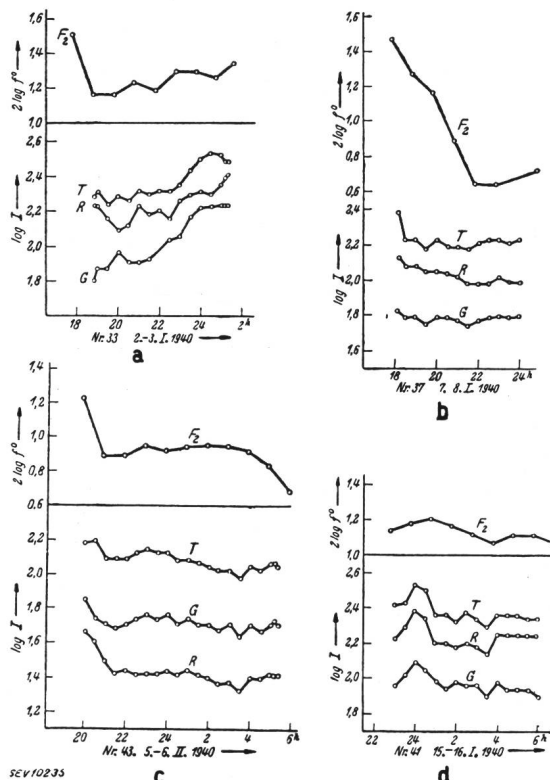 a
F₂
2 log f°
1,6
1,4
1,2
1,0
log I
2,6
2,4
2,2
2,0
1,8
T
R
G
18 20 22 24 2ʰ
Nr. 33 2.-3. I. 1940
a
2 log f°
1,4
1,2
1,0
0,8
0,6
F₂
log I
2,4
2,2
2,0
1,8
1,6
T
R
G
18 20 22 24ʰ
Nr. 37 7. 8. I. 1940
b
2 log f°
1,4
1,2
1,0
0,8
0,6
F₂
log I
2,2
2,0
1,8
1,6
1,4
1,2
T
G
R
20 22 24 2 4 6ʰ
Nr. 43. 5.-6. II. 1940
c
2 log f°
1,4
1,2
1,0
F₂
log I
2,6
2,4
2,2
2,0
1,8
T
R
G
22 24 2 4 6ʰ
Nr. 41 15.-16. I. 1940
d
SEV10235